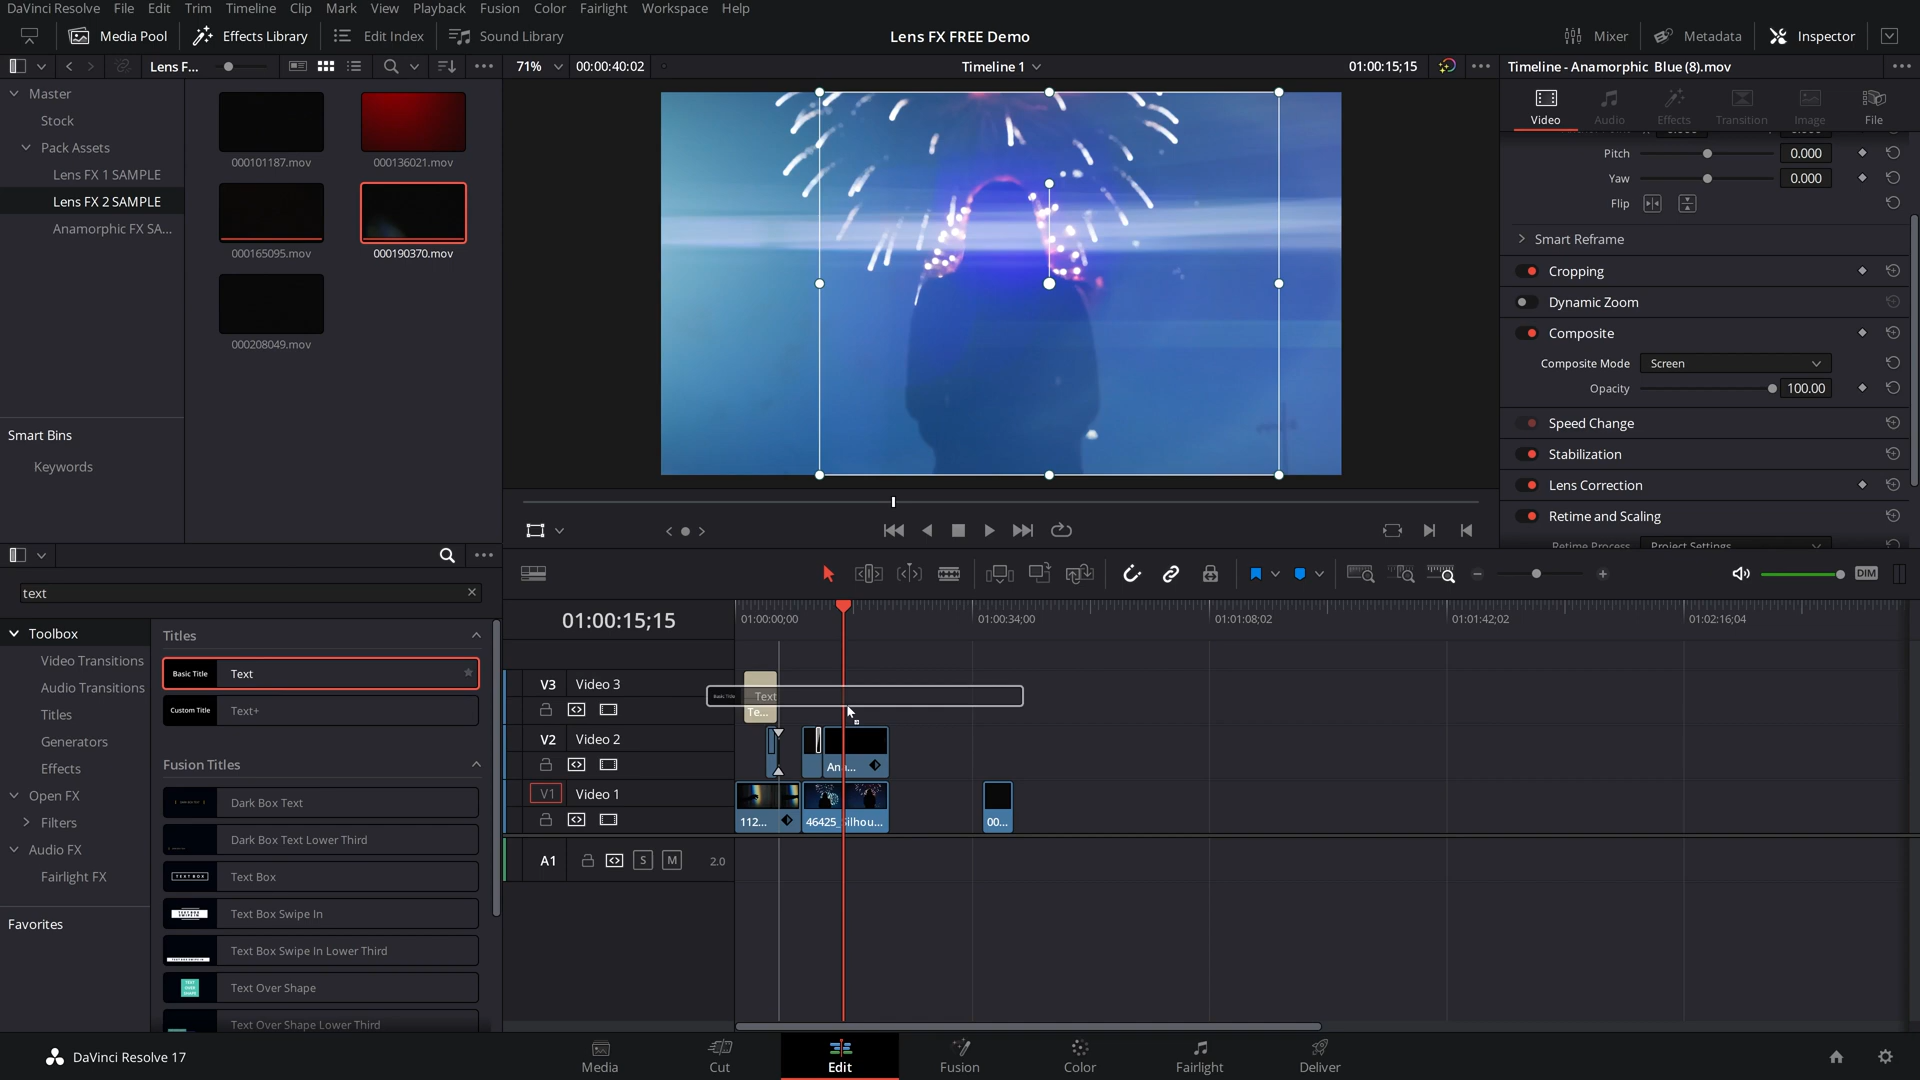 DaVinci Resolve File Edit Trim Timeline Clip Mark View Playback Fusion Color Fairlight Workspace Help
Media Pool Effects Library Edit Index Sound Library Lens FX FREE Demo Mixer Metadata Inspector
Lens F... 71% 00:00:40:02 Timeline 1 01:00:15;15 Timeline - Anamorphic Blue (8).mov
Master
Stock
Pack Assets
Lens FX 1 SAMPLE
Lens FX 2 SAMPLE
Anamorphic FX SA...
000101187.mov 000136021.mov
000165095.mov 000190370.mov
000208049.mov
Smart Bins
Keywords
Video Audio Effects Transition Image File
Pitch 0.000
Yaw 0.000
Flip
Smart Reframe
Cropping
Dynamic Zoom
Composite
Composite Mode Screen
Opacity 100.00
Speed Change
Stabilization
Lens Correction
Retime and Scaling
Retime Process Project Settings
text
Toolbox
Video Transitions
Audio Transitions
Titles
Generators
Effects
Open FX
Filters
Audio FX
Fairlight FX
Favorites
Titles
Basic Title Text
Custom Title Text+
Fusion Titles
Dark Box Text
Dark Box Text Lower Third
TEXT BOX Text Box
Text Box Swipe In
Text Box Swipe In Lower Third
TEXT OVER SHAPE Text Over Shape
Text Over Shape Lower Third
DIM
01:00:15;15 01:00:00;00 01:00:34;00 01:01:08;02 01:01:42;02 01:02:16;04
V3 Video 3
Basic Title Text
Te...
V2 Video 2
Ana...
V1 Video 1
112... 46425_Silhou... 00...
A1 S M 2.0
DaVinci Resolve 17 Media Cut Edit Fusion Color Fairlight Deliver